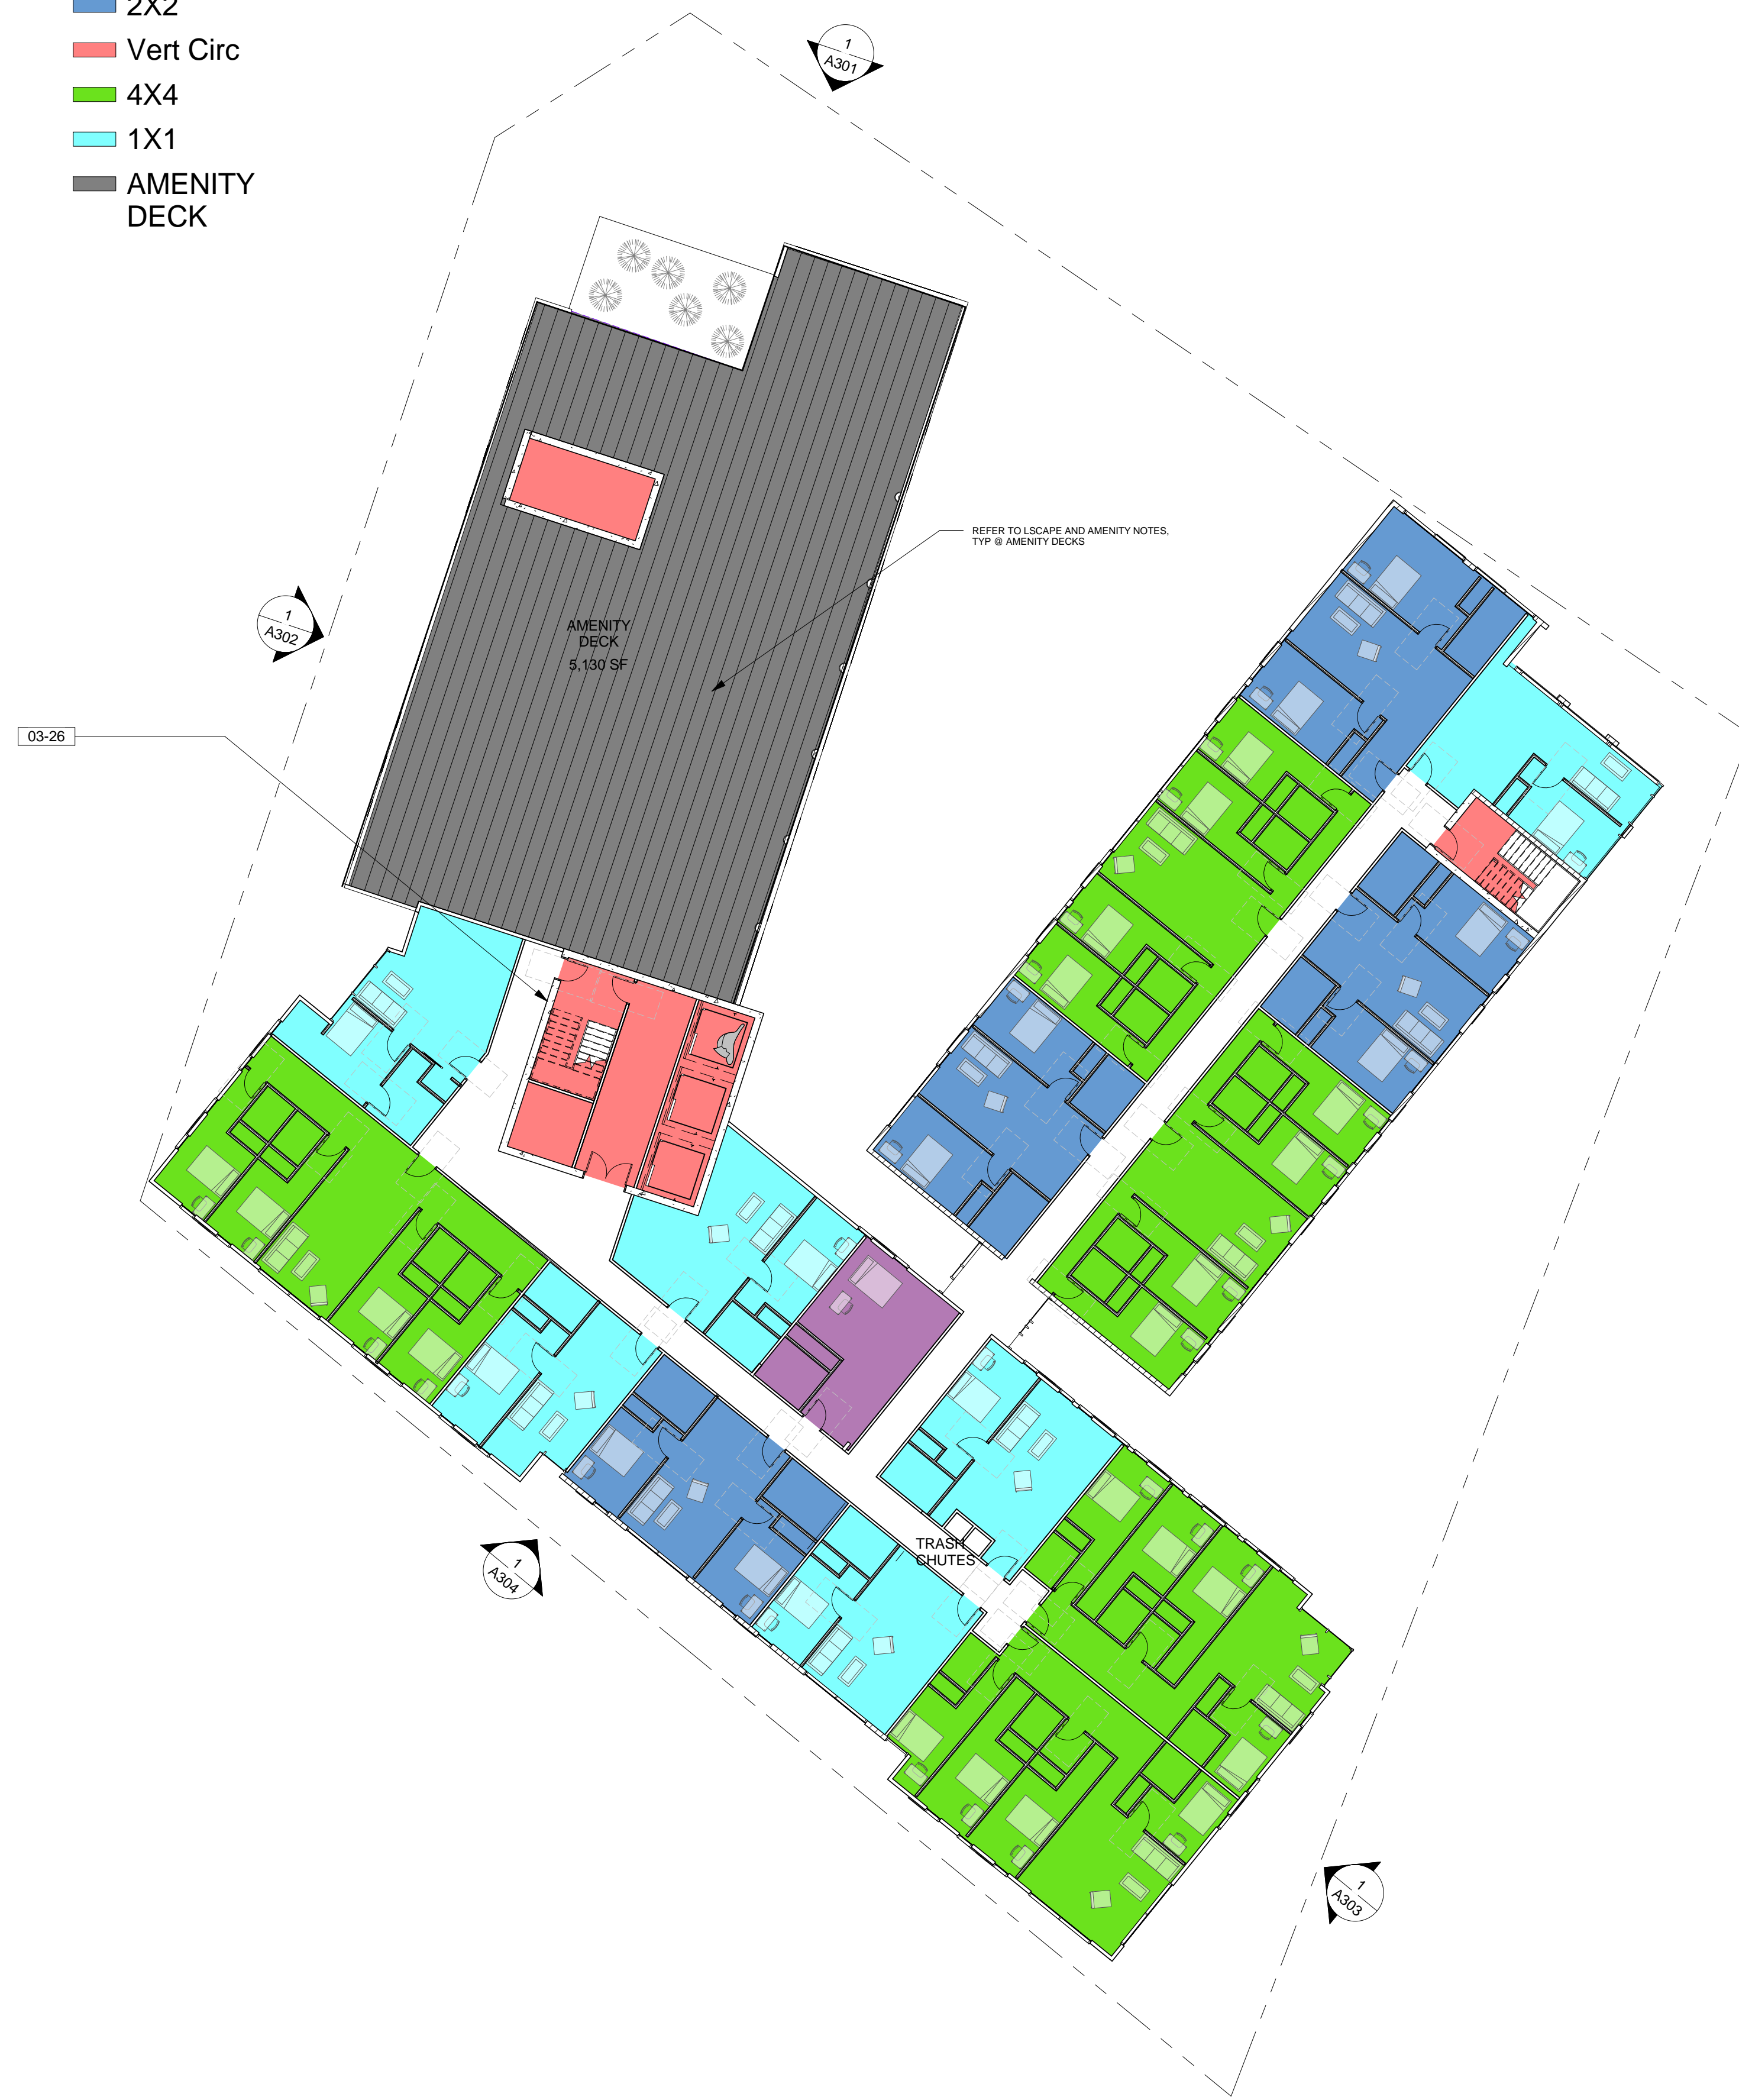 2X2
Vert Circ
4X4
1X1
AMENITY
DECK
1
A301
REFER TO LSCAPE AND AMENITY NOTES,
TYP @ AMENITY DECKS
1
A302
AMENITY
DECK
5,130 SF
03-26
TRASH
CHUTES
1
A304
1
A303